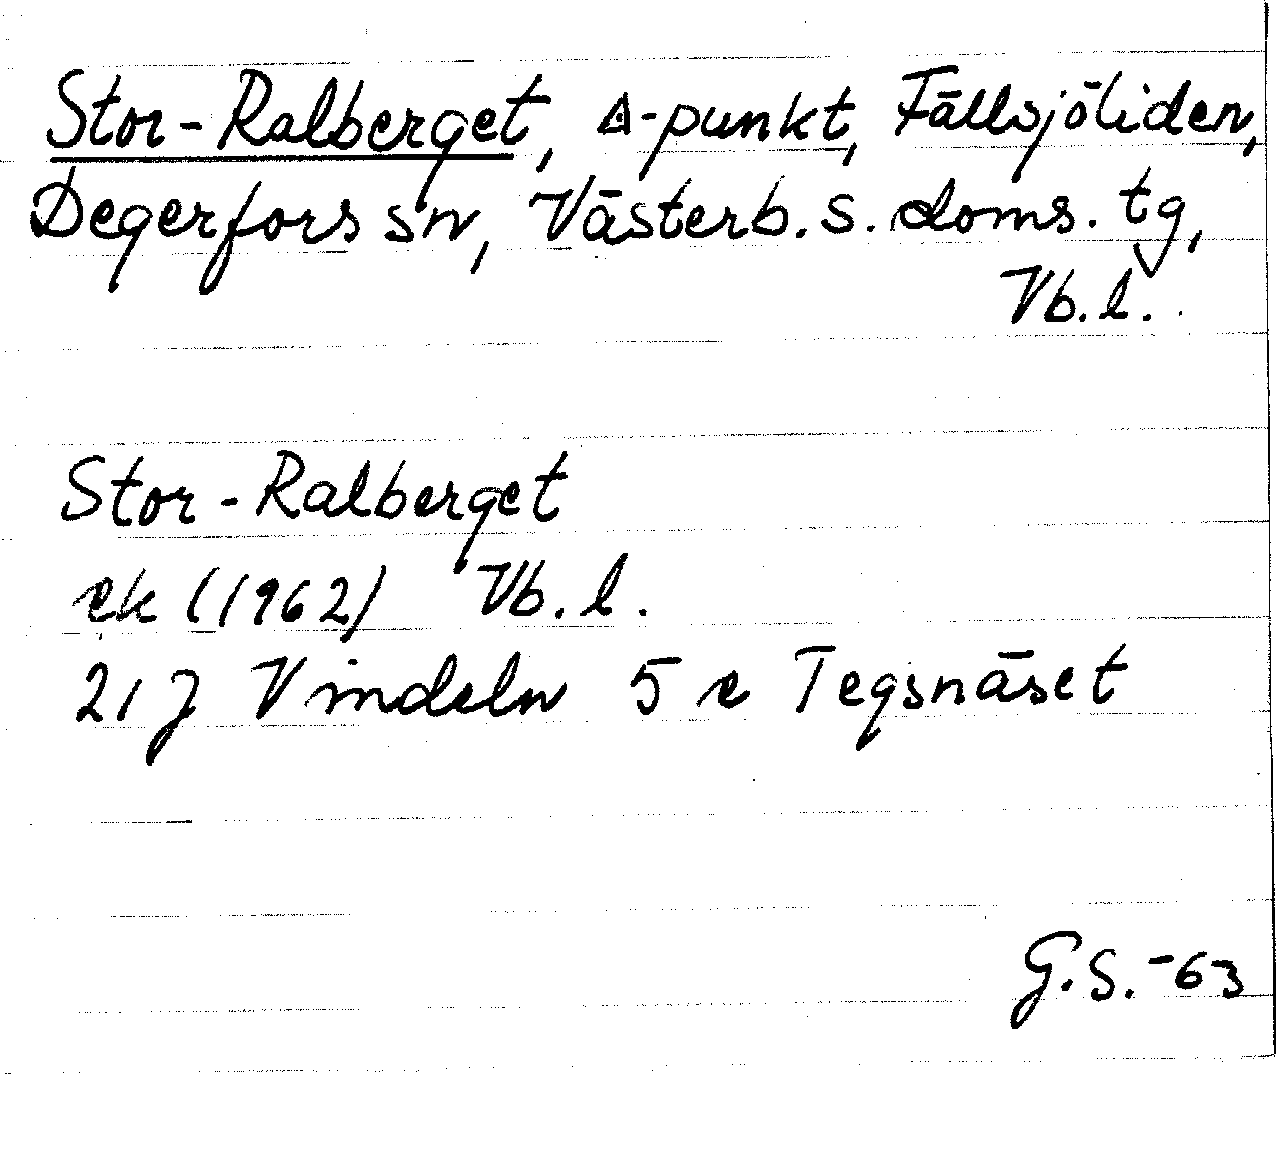 Stor-Ralberget, △-punkt, Fällsjöliden,
Degerfors sn, Västerb. s. doms. tg,
Vb. l.
Stor-Ralberget
ek (1962) Vb. l.
21 J Vindeln 5 e Tegsnäset
G.S. -63